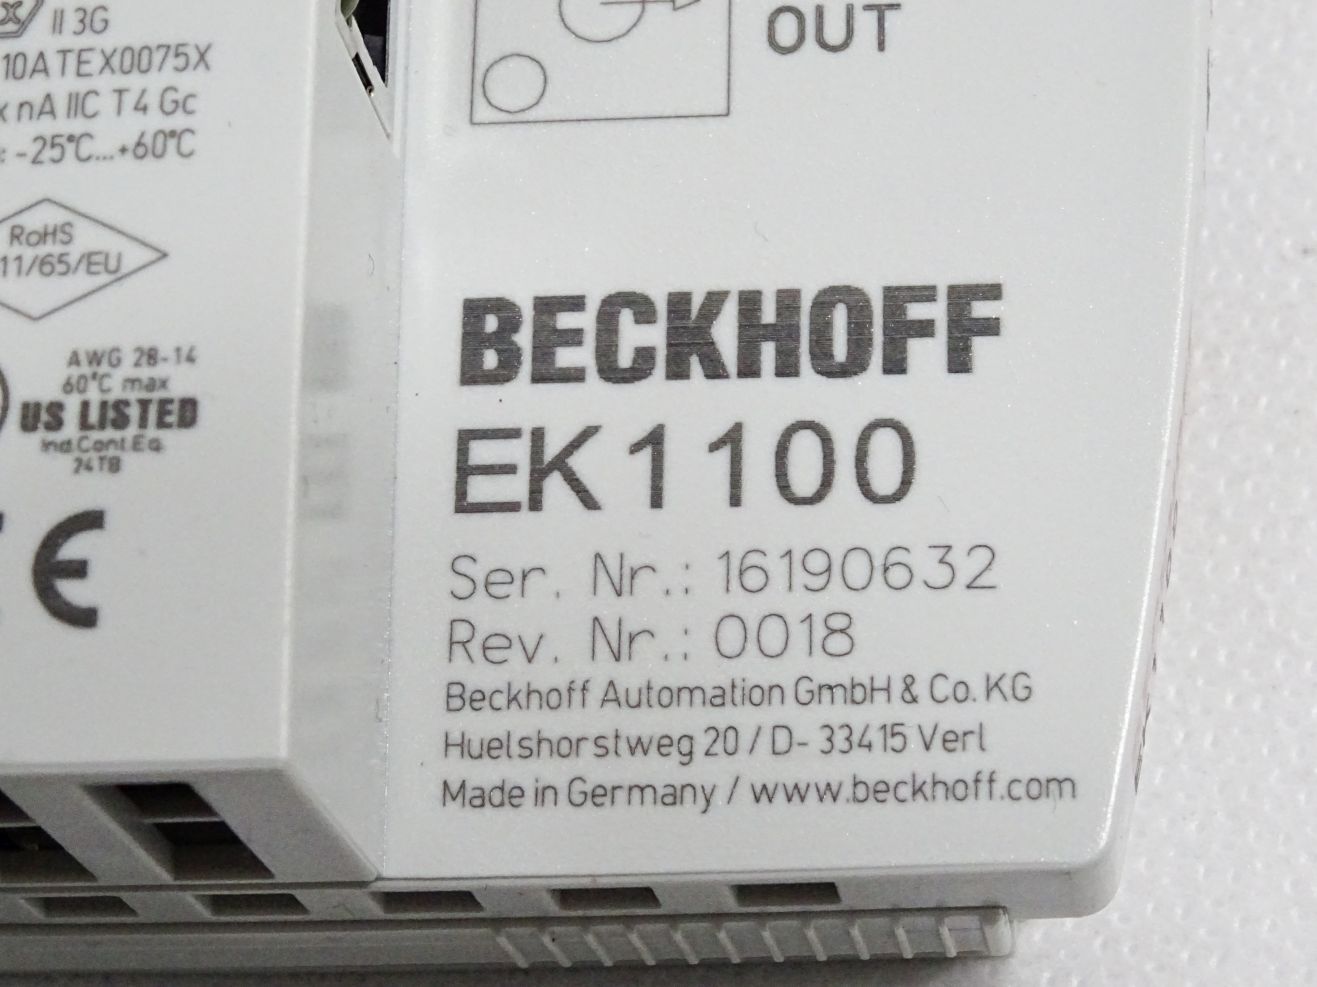 II 3G
10ATEX0075X
x nA IIC T4 Gc
: -25°C...+60°C
RoHS
11/65/EU
AWG 28-14
60°C max
US LISTED
Ind.Cont.Eq.
24TB
CE
OUT
BECKHOFF
EK1100
Ser. Nr.: 16190632
Rev. Nr.: 0018
Beckhoff Automation GmbH & Co. KG
Huelshorstweg 20 / D- 33415 Verl
Made in Germany / www.beckhoff.com